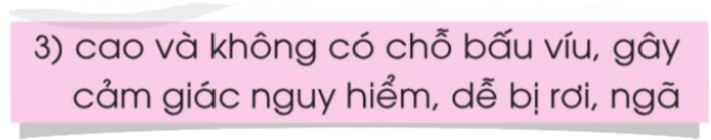 3) cao và không có chỗ bấu víu, gây
cảm giác nguy hiểm, dễ bị rơi, ngã